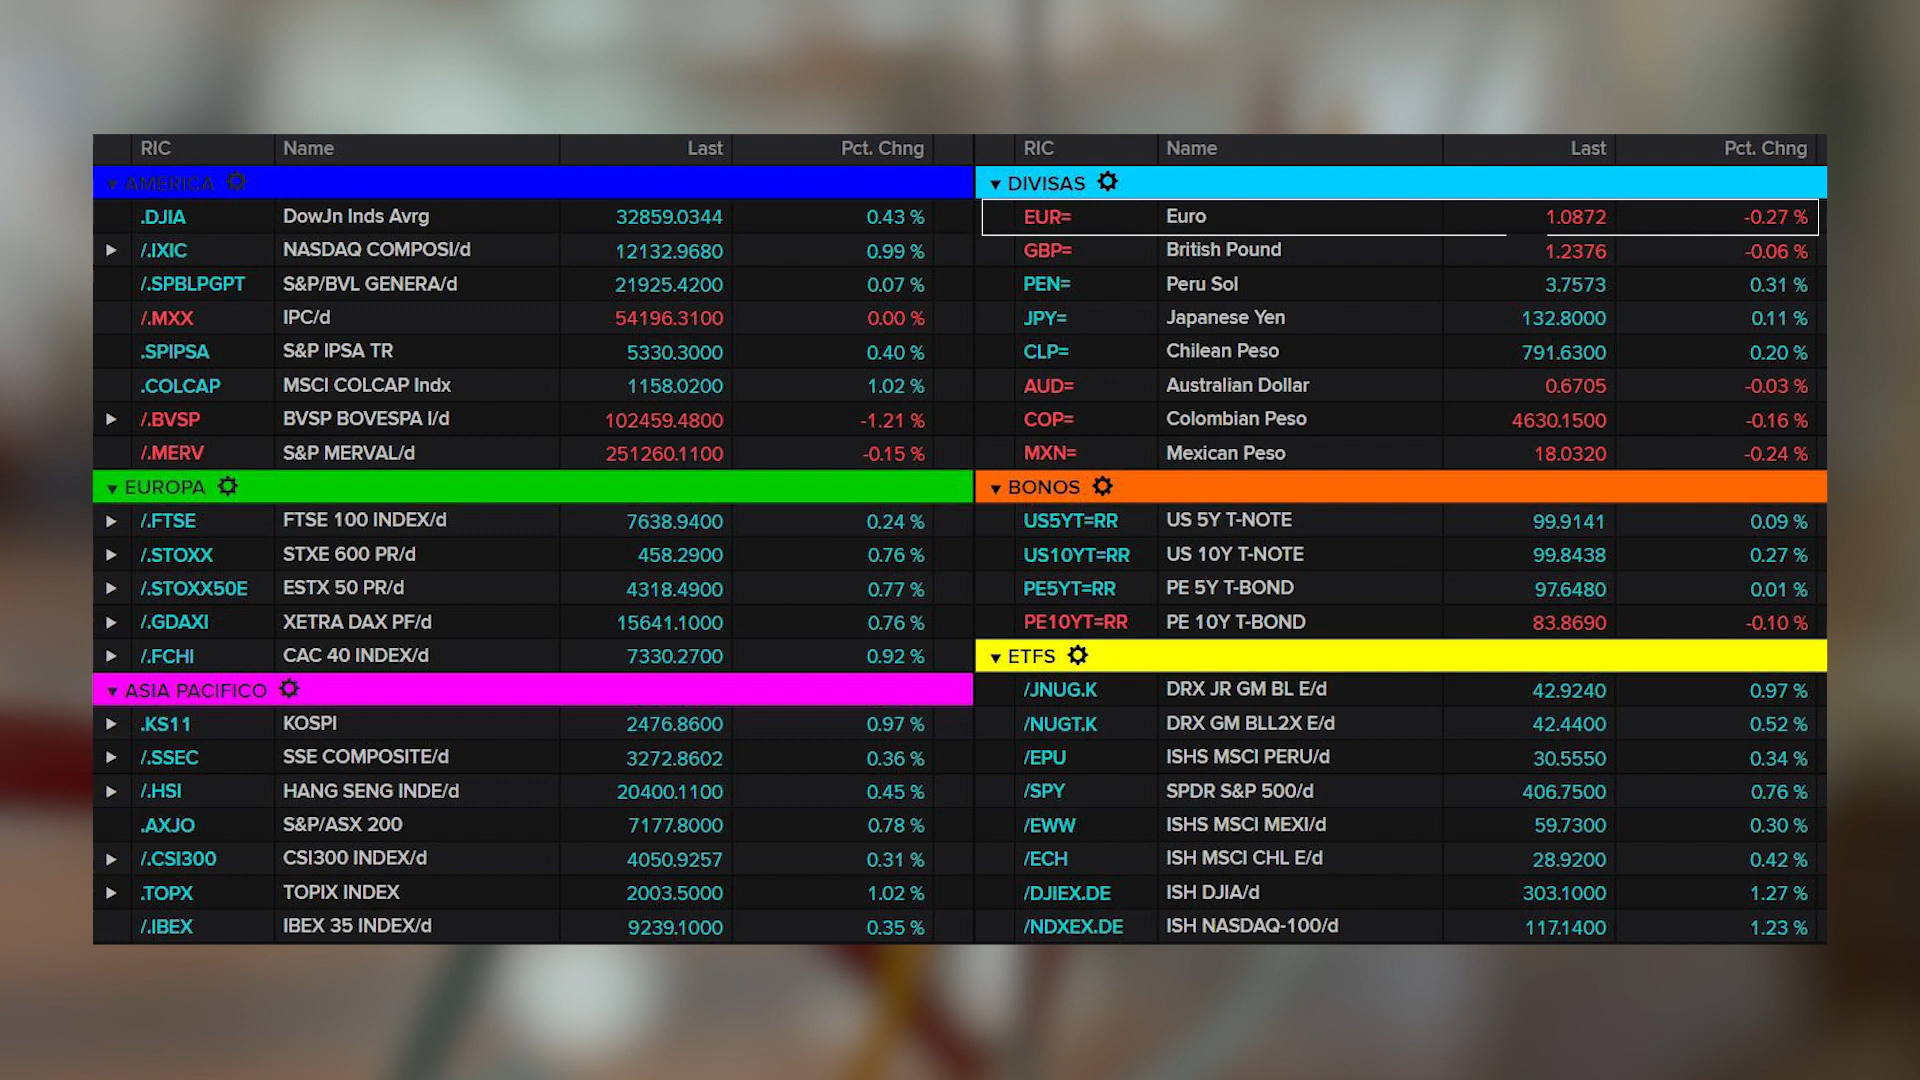 RIC Name Last Pct. Chng
AMERICA
.DJIA DowJn Inds Avrg 32859.0344 0.43 %
/.IXIC NASDAQ COMPOSI/d 12132.9680 0.99 %
/.SPBLPGPT S&P/BVL GENERA/d 21925.4200 0.07 %
/.MXX IPC/d 54196.3100 0.00 %
.SPIPSA S&P IPSA TR 5330.3000 0.40 %
.COLCAP MSCI COLCAP Indx 1158.0200 1.02 %
/.BVSP BVSP BOVESPA I/d 102459.4800 -1.21 %
/.MERV S&P MERVAL/d 251260.1100 -0.15 %
EUROPA
/.FTSE FTSE 100 INDEX/d 7638.9400 0.24 %
/.STOXX STXE 600 PR/d 458.2900 0.76 %
/.STOXX50E ESTX 50 PR/d 4318.4900 0.77 %
/.GDAXI XETRA DAX PF/d 15641.1000 0.76 %
/.FCHI CAC 40 INDEX/d 7330.2700 0.92 %
ASIA PACIFICO
.KS11 KOSPI 2476.8600 0.97 %
/.SSEC SSE COMPOSITE/d 3272.8602 0.36 %
/.HSI HANG SENG INDE/d 20400.1100 0.45 %
.AXJO S&P/ASX 200 7177.8000 0.78 %
/.CSI300 CSI300 INDEX/d 4050.9257 0.31 %
.TOPX TOPIX INDEX 2003.5000 1.02 %
/.IBEX IBEX 35 INDEX/d 9239.1000 0.35 %
RIC Name Last Pct. Chng
DIVISAS
EUR= Euro 1.0872 -0.27 %
GBP= British Pound 1.2376 -0.06 %
PEN= Peru Sol 3.7573 0.31 %
JPY= Japanese Yen 132.8000 0.11 %
CLP= Chilean Peso 791.6300 0.20 %
AUD= Australian Dollar 0.6705 -0.03 %
COP= Colombian Peso 4630.1500 -0.16 %
MXN= Mexican Peso 18.0320 -0.24 %
BONOS
US5YT=RR US 5Y T-NOTE 99.9141 0.09 %
US10YT=RR US 10Y T-NOTE 99.8438 0.27 %
PE5YT=RR PE 5Y T-BOND 97.6480 0.01 %
PE10YT=RR PE 10Y T-BOND 83.8690 -0.10 %
ETFS
/JNUG.K DRX JR GM BL E/d 42.9240 0.97 %
/NUGT.K DRX GM BLL2X E/d 42.4400 0.52 %
/EPU ISHS MSCI PERU/d 30.5550 0.34 %
/SPY SPDR S&P 500/d 406.7500 0.76 %
/EWW ISHS MSCI MEXI/d 59.7300 0.30 %
/ECH ISH MSCI CHL E/d 28.9200 0.42 %
/DJIEX.DE ISH DJIA/d 303.1000 1.27 %
/NDXEX.DE ISH NASDAQ-100/d 117.1400 1.23 %